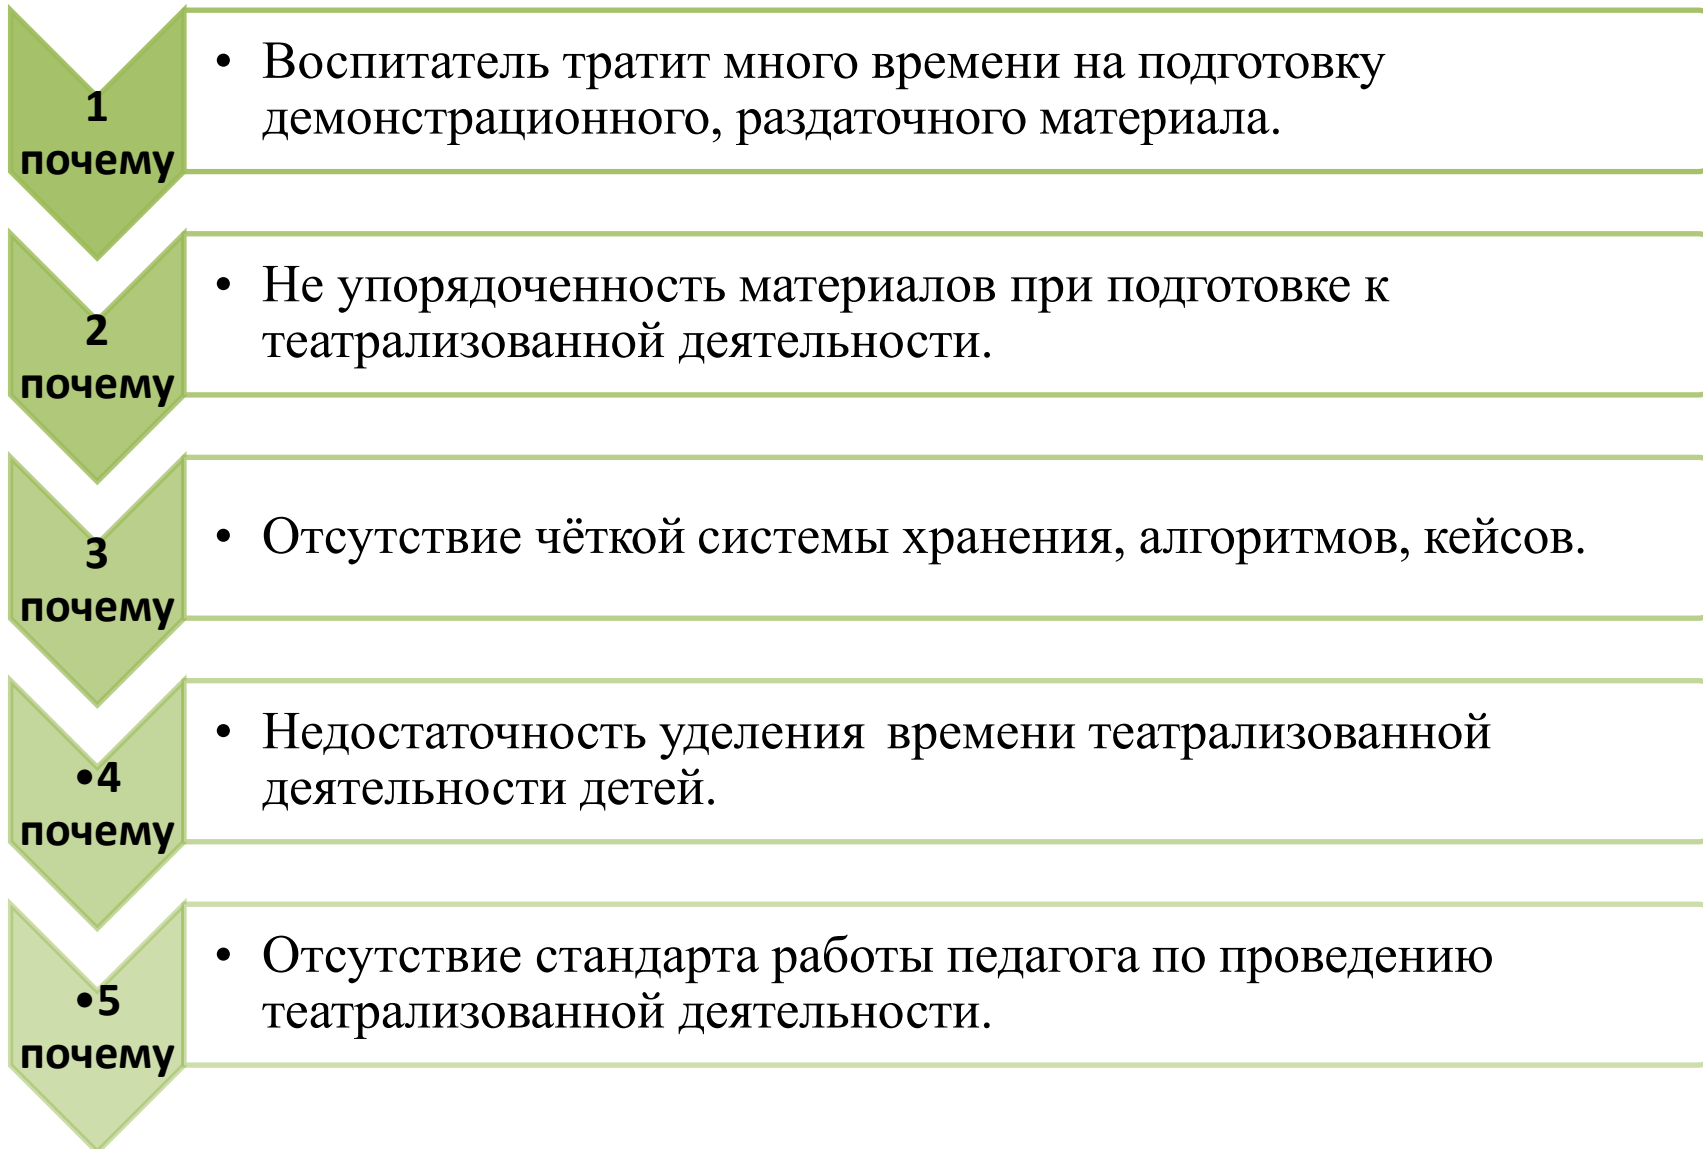 1
почему
• Воспитатель тратит много времени на подготовку
демонстрационного, раздаточного материала.
2
почему
• Не упорядоченность материалов при подготовке к
театрализованной деятельности.
3
почему
• Отсутствие чёткой системы хранения, алгоритмов, кейсов.
•4
почему
• Недостаточность уделения времени театрализованной
деятельности детей.
•5
почему
• Отсутствие стандарта работы педагога по проведению
театрализованной деятельности.